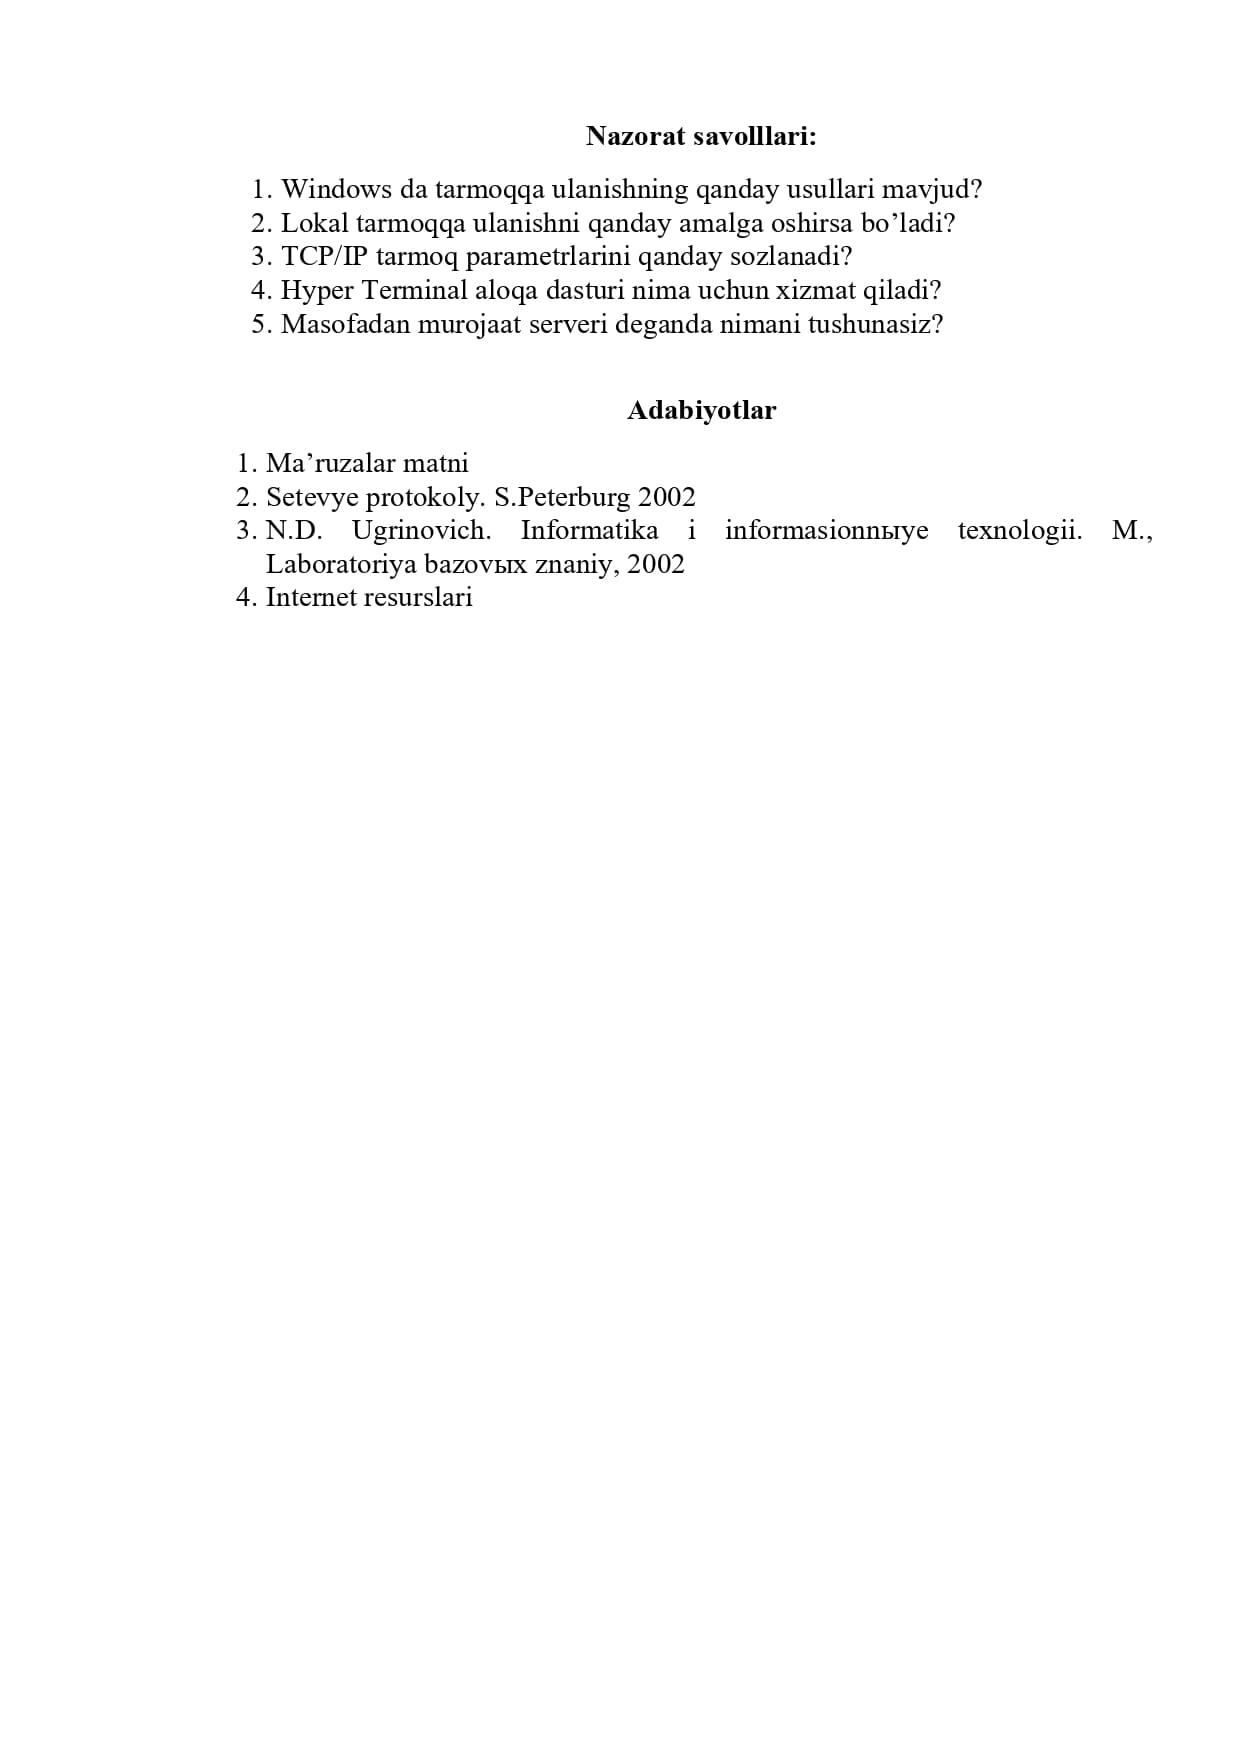 Nazorat savolllari:
1. Windows da tarmoqqa ulanishning qanday usullari mavjud?
2. Lokal tarmoqqa ulanishni qanday amalga oshirsa bo’ladi?
3. TCP/IP tarmoq parametrlarini qanday sozlanadi?
4. Hyper Terminal aloqa dasturi nima uchun xizmat qiladi?
5. Masofadan murojaat serveri deganda nimani tushunasiz?
Adabiyotlar
1. Ma’ruzalar matni
2. Setevye protokoly. S.Peterburg 2002
3. N.D. Ugrinovich. Informatika i informasionnыye texnologii. M.,
Laboratoriya bazovыx znaniy, 2002
4. Internet resurslari